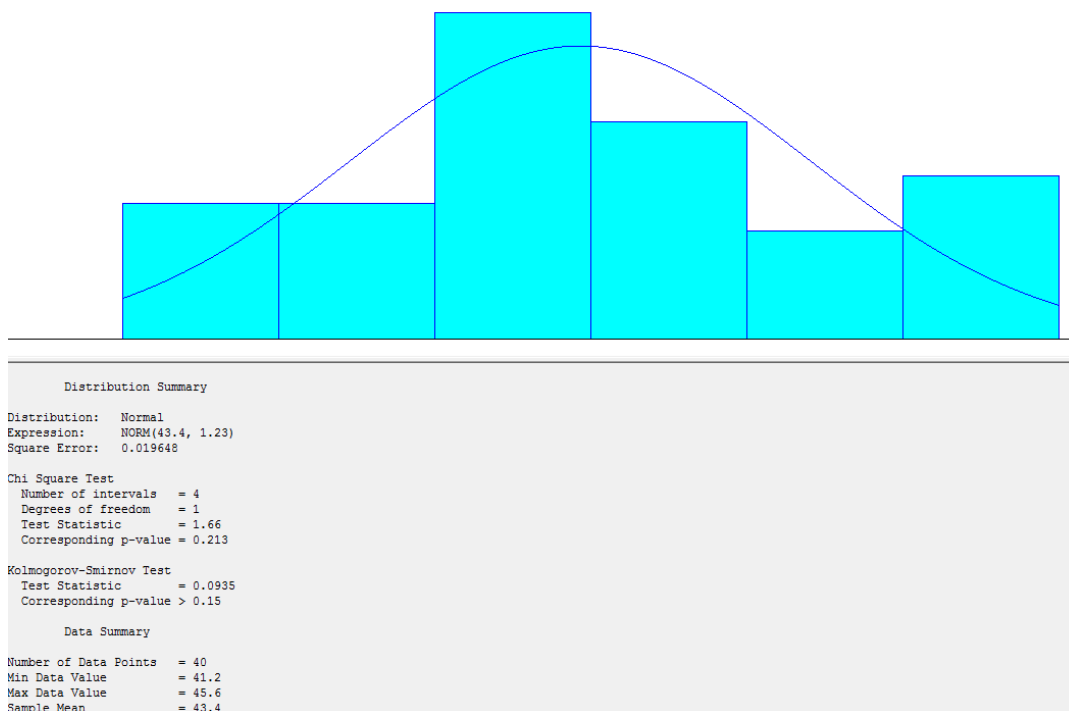 Distribution Summary
Distribution: Normal
Expression: NORM(43.4, 1.23)
Square Error: 0.019648
Chi Square Test
Number of intervals = 4
Degrees of freedom = 1
Test Statistic = 1.66
Corresponding p-value = 0.213
Kolmogorov-Smirnov Test
Test Statistic = 0.0935
Corresponding p-value > 0.15
Data Summary
Number of Data Points = 40
Min Data Value = 41.2
Max Data Value = 45.6
Sample Mean = 43.4